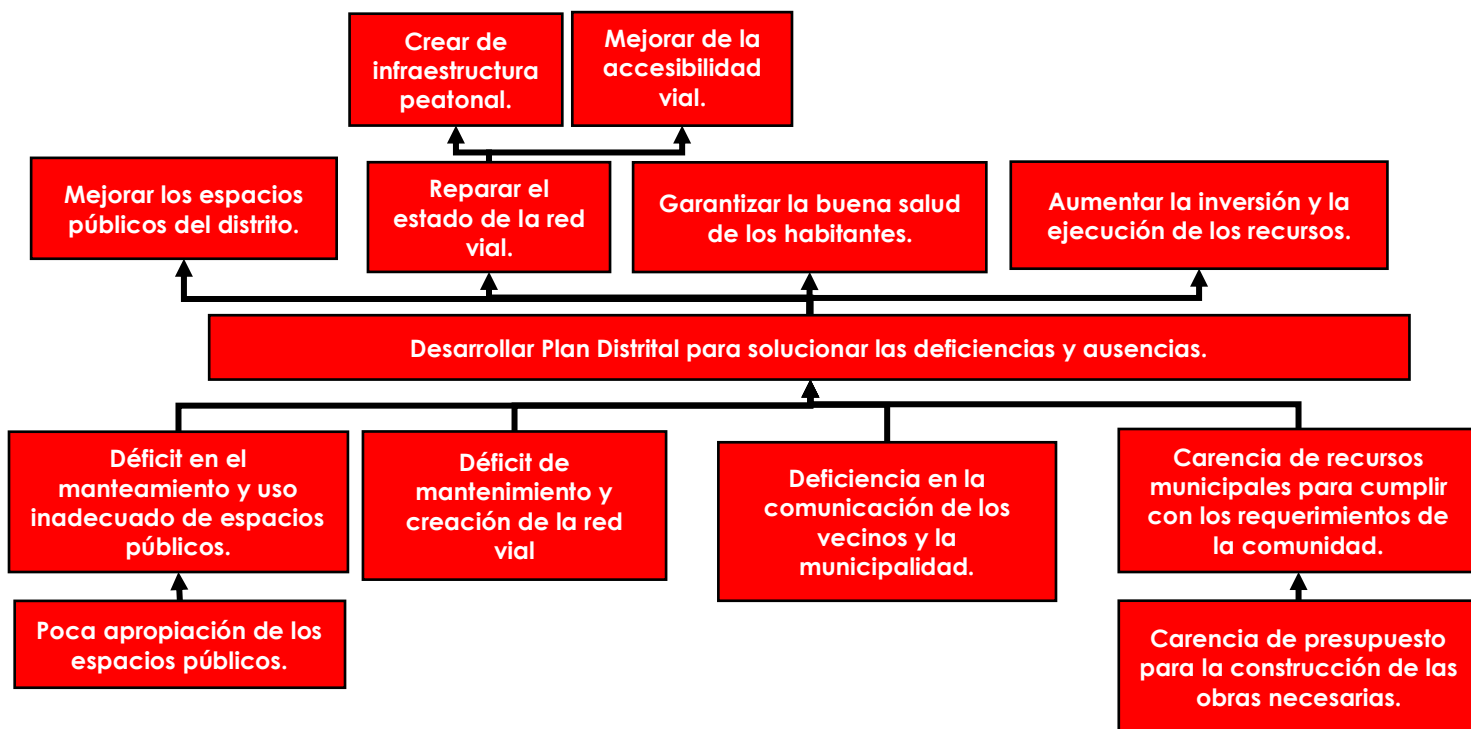 Crear de
infraestructura
peatonal.
Mejorar de la
accesibilidad
vial.
Mejorar los espacios
públicos del distrito.
Reparar el
estado de la red
vial.
Garantizar la buena salud
de los habitantes.
Aumentar la inversión y la
ejecución de los recursos.
Desarrollar Plan Distrital para solucionar las deficiencias y ausencias.
Déficit en el
manteamiento y uso
inadecuado de espacios
públicos.
Déficit de
mantenimiento y
creación de la red
vial
Deficiencia en la
comunicación de los
vecinos y la
municipalidad.
Carencia de recursos
municipales para cumplir
con los requerimientos de
la comunidad.
Poca apropiación de los
espacios públicos.
Carencia de presupuesto
para la construcción de las
obras necesarias.